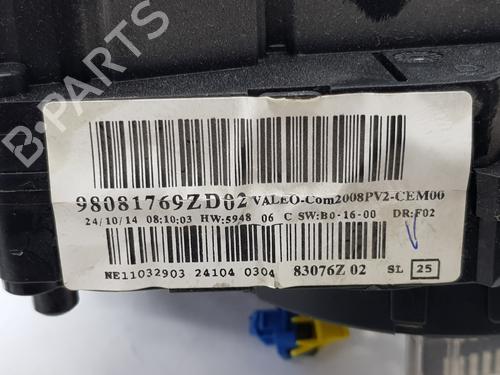 B-PARTS
98081769ZD02 VALEO-Com2008PV2-CEM00
24/10/14 08:10:03 HW:5948 06 C SW:B0-16-00 DR:F02
NE11032903 24104 0304 83076Z 02 SL 25